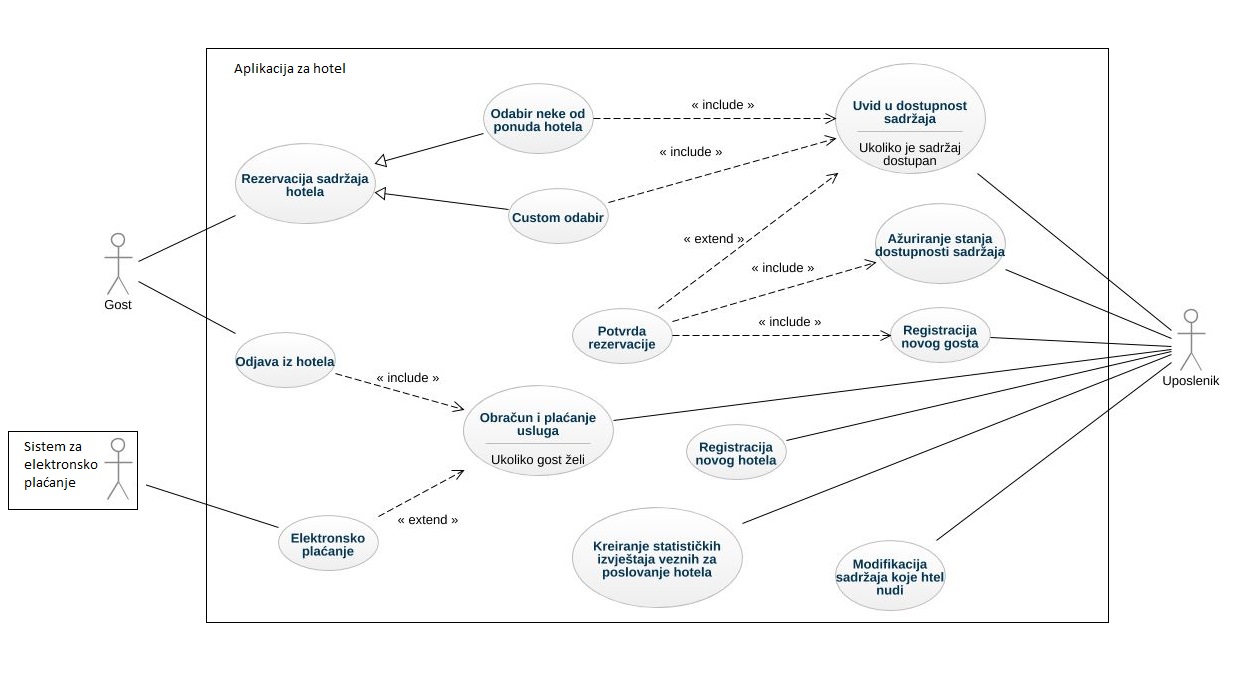 Aplikacija za hotel
Odabir neke od
ponuda hotela
« include »
Uvid u dostupnost
sadržaja
Ukoliko je sadržaj
dostupan
« include »
Rezervacija sadržaja
hotela
Custom odabir
« extend »
« include »
Ažuriranje stanja
dostupnosti sadržaja
Gost
Potvrda
rezervacije
« include »
Registracija
novog gosta
Uposlenik
Odjava iz hotela
« include »
Obračun i plaćanje
usluga
Ukoliko gost želi
Registracija
novog hotela
Sistem za
elektronsko
plaćanje
« extend »
Elektronsko
plaćanje
Kreiranje statističkih
izvještaja veznih za
poslovanje hotela
Modifikacija
sadržaja koje htel
nudi